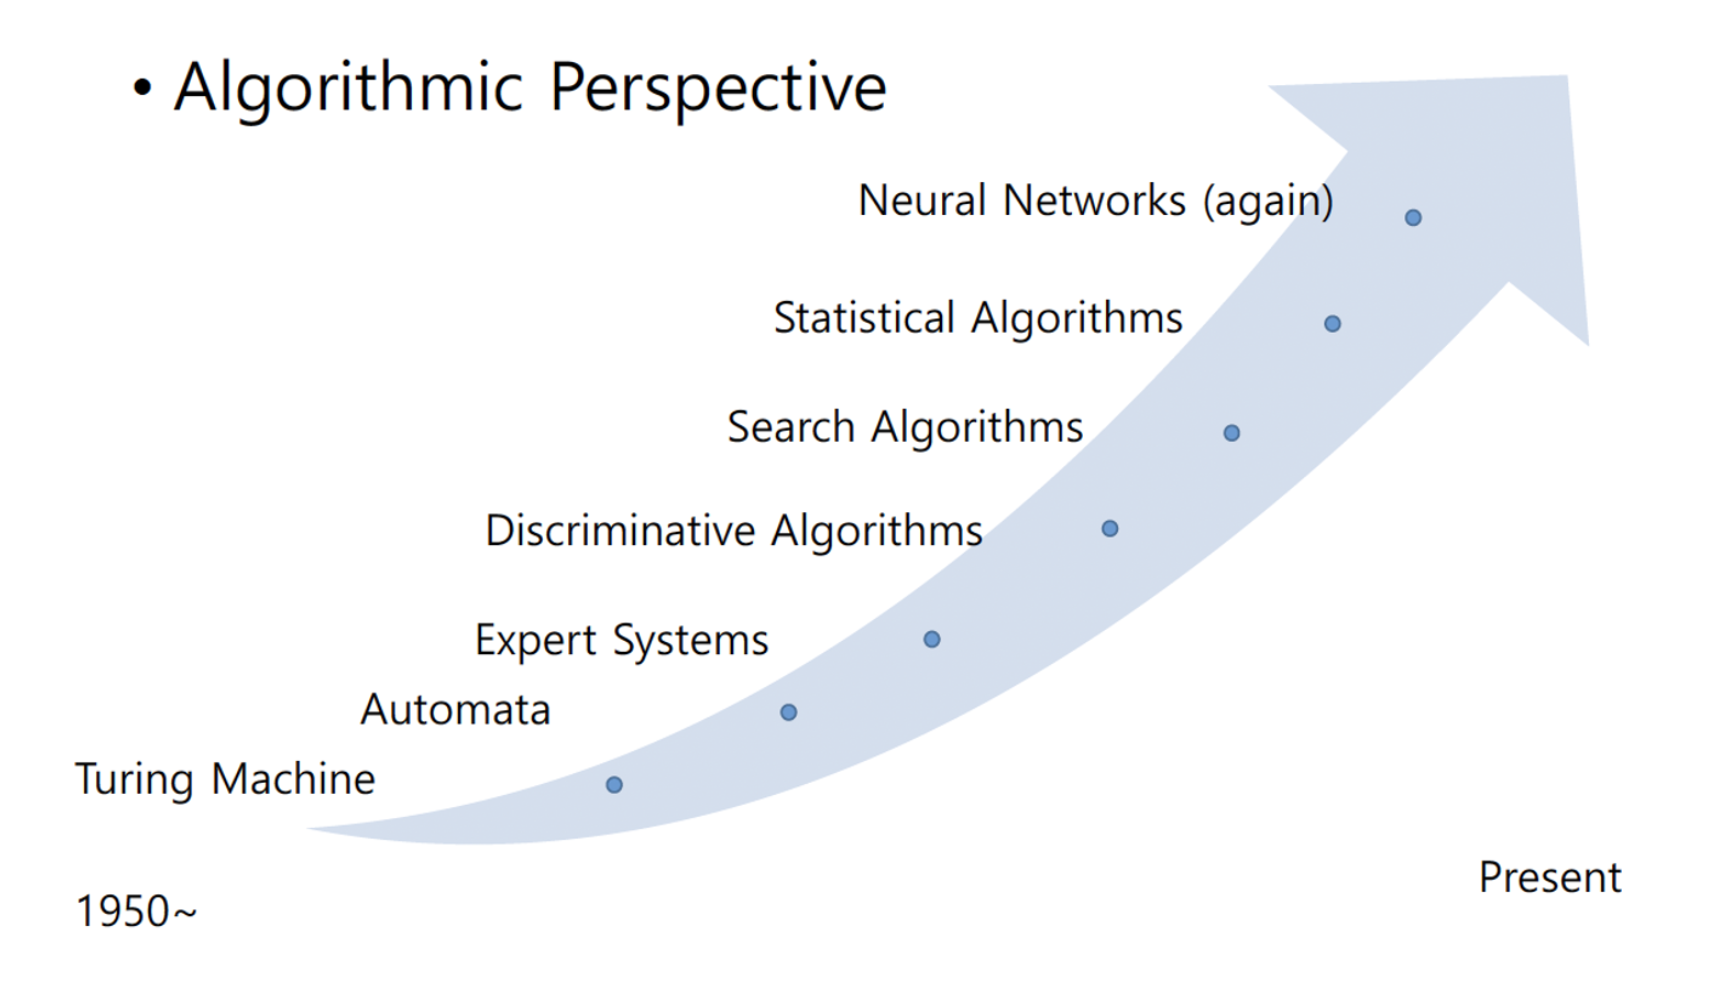 • Algorithmic Perspective
Neural Networks (again)
Statistical Algorithms
Search Algorithms
Discriminative Algorithms
Expert Systems
Automata
Turing Machine
Present
1950~